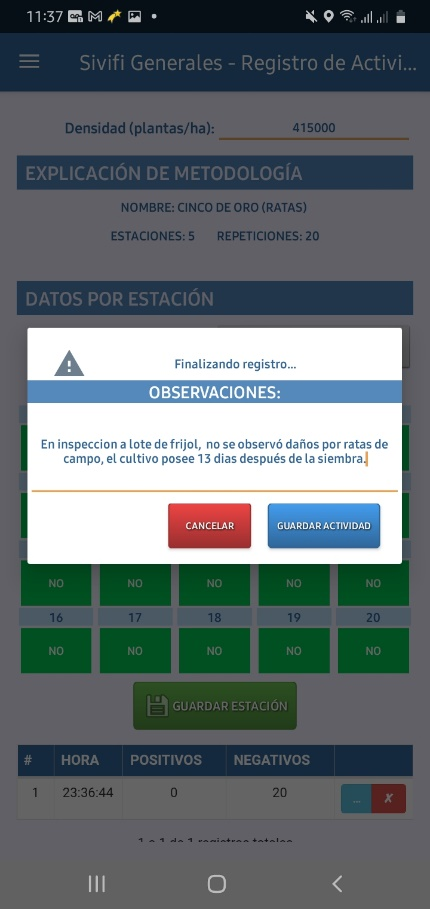 11:37
Sivifi Generales - Registro de Activi...
Densidad (plantas/ha): 415000
EXPLICACIÓN DE METODOLOGÍA
NOMBRE: CINCO DE ORO (RATAS)
ESTACIONES: 5 REPETICIONES: 20
DATOS POR ESTACIÓN
Finalizando registro...
OBSERVACIONES:
En inspeccion a lote de frijol, no se observó daños por ratas de
campo, el cultivo posee 13 dias después de la siembra.
CANCELAR GUARDAR ACTIVIDAD
NO NO NO NO NO
16 17 18 19 20
NO NO NO NO NO
GUARDAR ESTACIÓN
# HORA POSITIVOS NEGATIVOS
1 23:36:44 0 20 ... ✗
1 a 1 de 1 registros totales